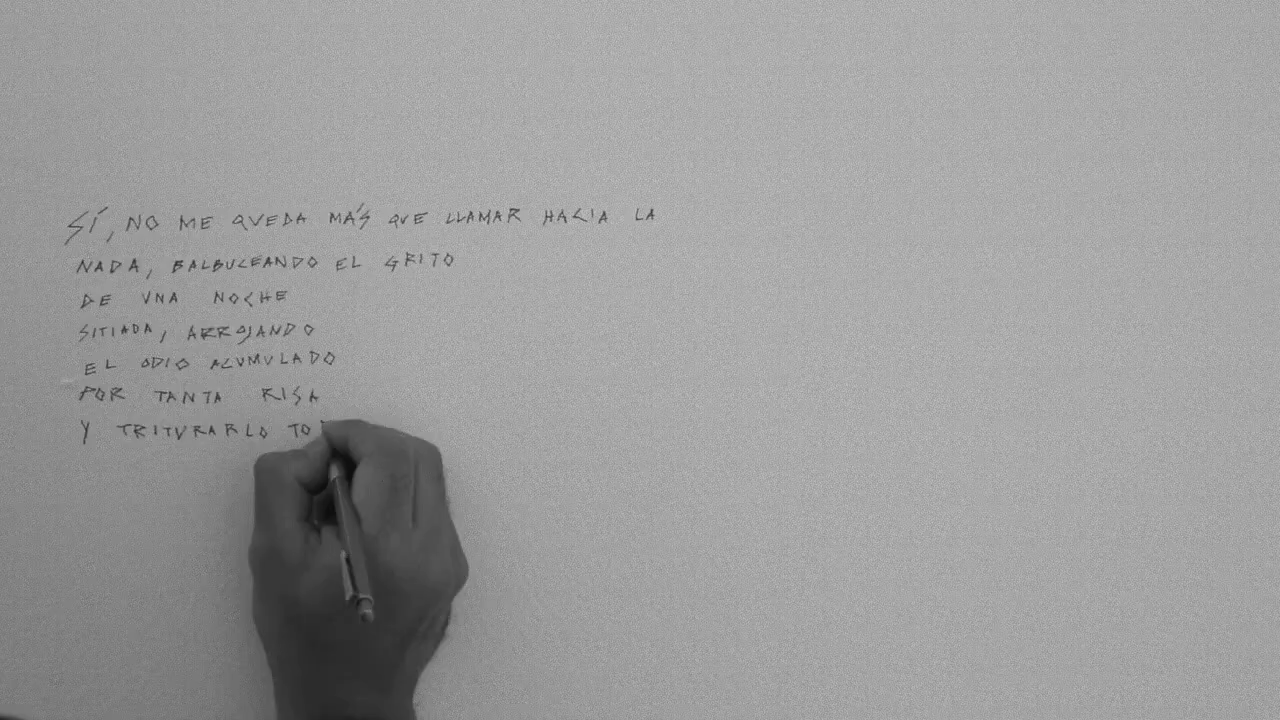 SÍ, NO ME QUEDA MÁS QUE LLAMAR HACIA LA
NADA, BALBUCEANDO EL GRITO
DE UNA NOCHE
SITIADA, ARROJANDO
EL ODIO ACUMULADO
POR TANTA RISA
Y TRITURARLO TO